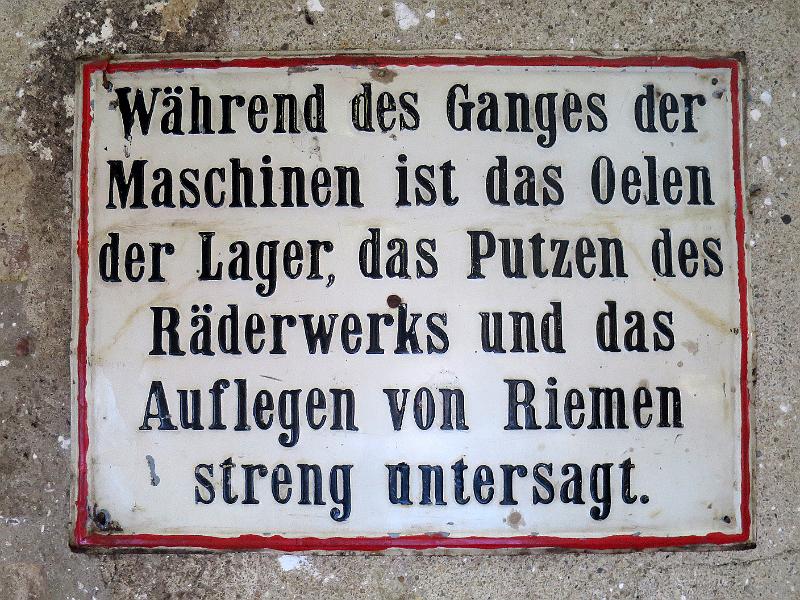 Während des Ganges der
Maschinen ist das Oelen
der Lager, das Putzen des
Räderwerks und das
Auflegen von Riemen
streng untersagt.